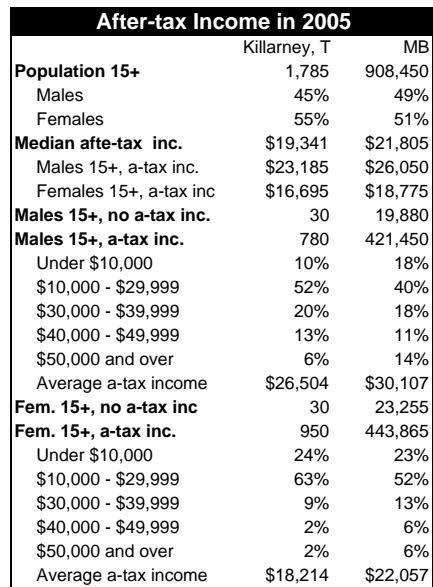 After-tax Income in 2005
Killarney, T MB
Population 15+ 1,785 908,450
Males 45% 49%
Females 55% 51%
Median afte-tax inc. $19,341 $21,805
Males 15+, a-tax inc. $23,185 $26,050
Females 15+, a-tax inc $16,695 $18,775
Males 15+, no a-tax inc. 30 19,880
Males 15+, a-tax inc. 780 421,450
Under $10,000 10% 18%
$10,000 - $29,999 52% 40%
$30,000 - $39,999 20% 18%
$40,000 - $49,999 13% 11%
$50,000 and over 6% 14%
Average a-tax income $26,504 $30,107
Fem. 15+, no a-tax inc 30 23,255
Fem. 15+, a-tax inc. 950 443,865
Under $10,000 24% 23%
$10,000 - $29,999 63% 52%
$30,000 - $39,999 9% 13%
$40,000 - $49,999 2% 6%
$50,000 and over 2% 6%
Average a-tax income $18,214 $22,057